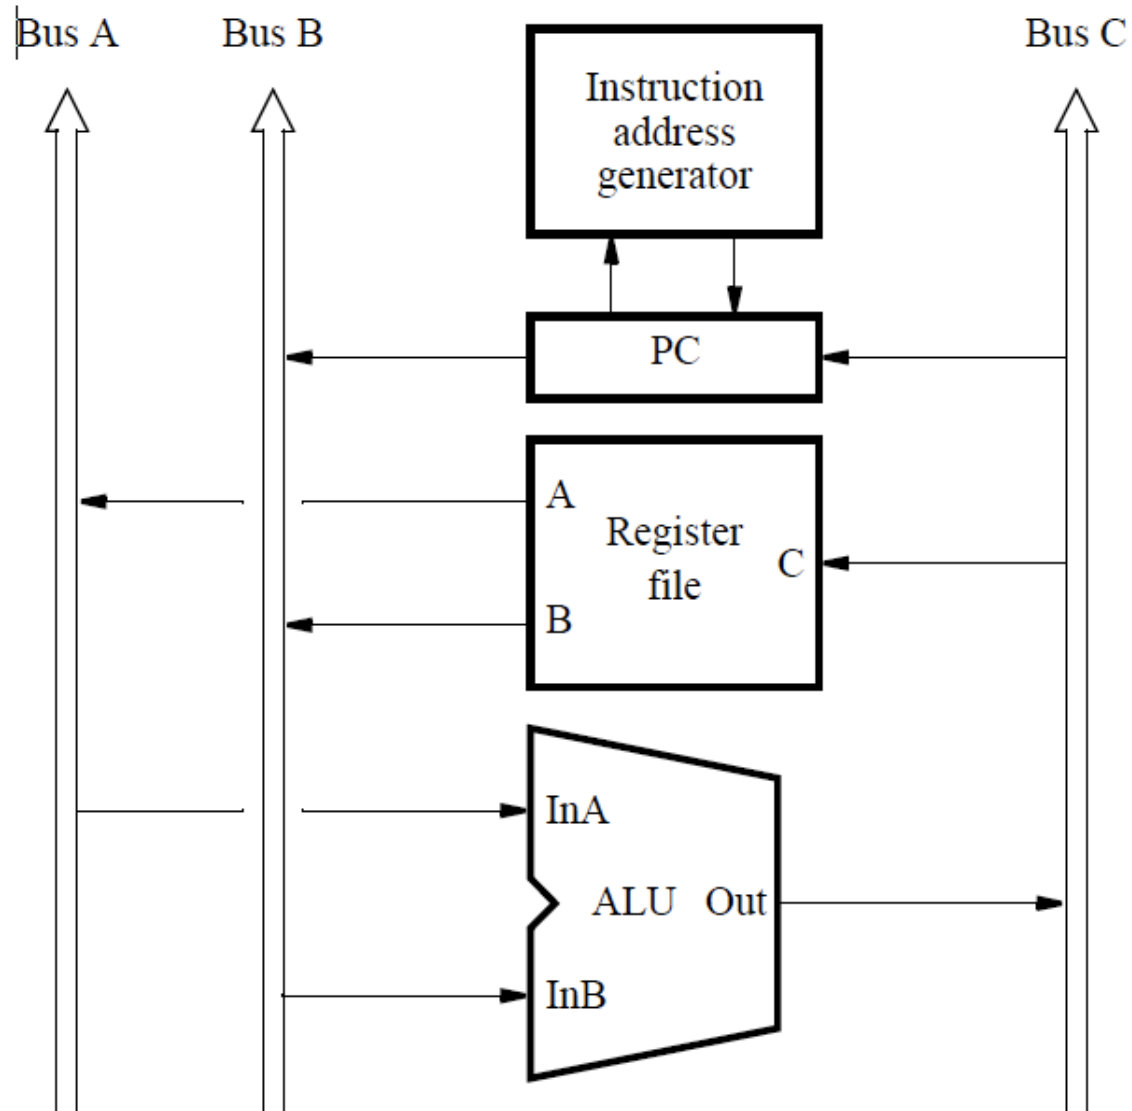 Bus A
Bus B
Bus C
Instruction
address
generator
PC
A
Register
file
C
B
InA
ALU
Out
InB